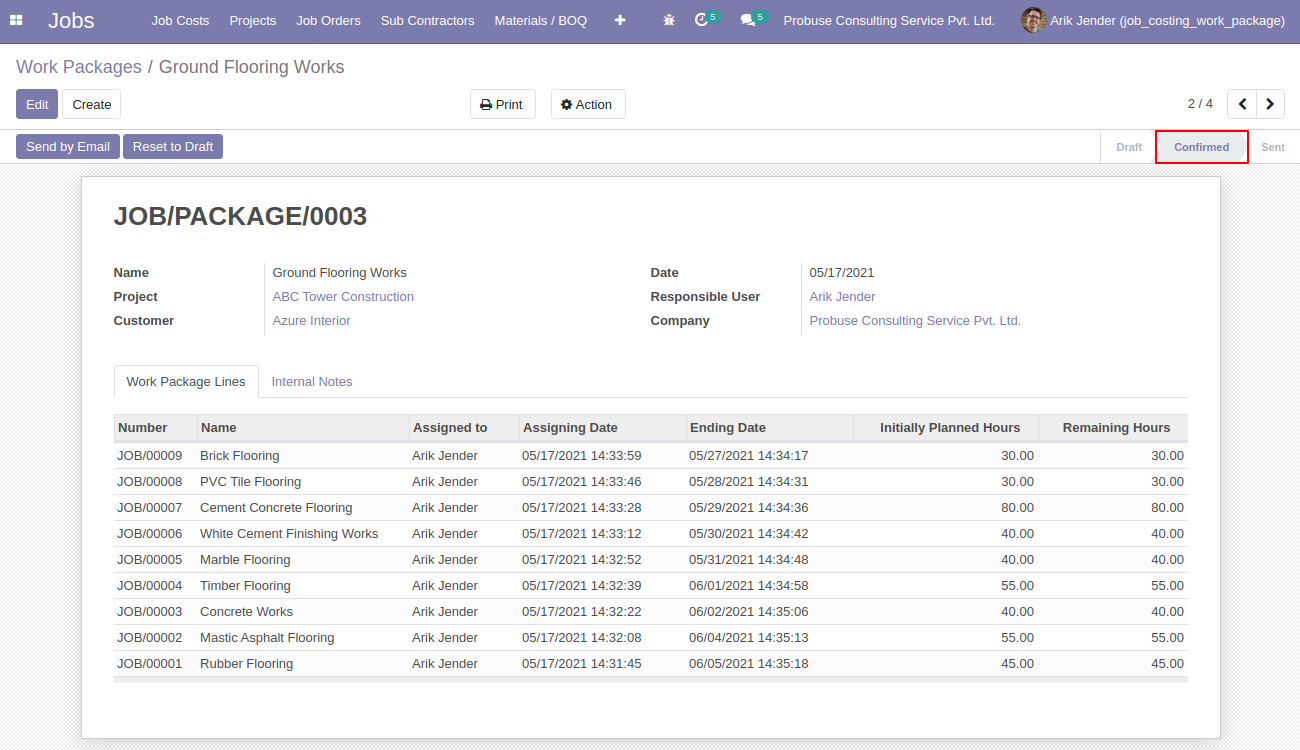 Jobs Job Costs Projects Job Orders Sub Contractors Materials / BOQ 5 5 Probuse Consulting Service Pvt. Ltd. Arik Jender (job_costing_work_package)
Work Packages / Ground Flooring Works
Edit Create Print Action 2 / 4
Send by Email Reset to Draft Draft Confirmed Sent
JOB/PACKAGE/0003
Name Ground Flooring Works Date 05/17/2021
Project ABC Tower Construction Responsible User Arik Jender
Customer Azure Interior Company Probuse Consulting Service Pvt. Ltd.
Work Package Lines Internal Notes
Number Name Assigned to Assigning Date Ending Date Initially Planned Hours Remaining Hours
JOB/00009 Brick Flooring Arik Jender 05/17/2021 14:33:59 05/27/2021 14:34:17 30.00 30.00
JOB/00008 PVC Tile Flooring Arik Jender 05/17/2021 14:33:46 05/28/2021 14:34:31 30.00 30.00
JOB/00007 Cement Concrete Flooring Arik Jender 05/17/2021 14:33:28 05/29/2021 14:34:36 80.00 80.00
JOB/00006 White Cement Finishing Works Arik Jender 05/17/2021 14:33:12 05/30/2021 14:34:42 40.00 40.00
JOB/00005 Marble Flooring Arik Jender 05/17/2021 14:32:52 05/31/2021 14:34:48 40.00 40.00
JOB/00004 Timber Flooring Arik Jender 05/17/2021 14:32:39 06/01/2021 14:34:58 55.00 55.00
JOB/00003 Concrete Works Arik Jender 05/17/2021 14:32:22 06/02/2021 14:35:06 40.00 40.00
JOB/00002 Mastic Asphalt Flooring Arik Jender 05/17/2021 14:32:08 06/04/2021 14:35:13 55.00 55.00
JOB/00001 Rubber Flooring Arik Jender 05/17/2021 14:31:45 06/05/2021 14:35:18 45.00 45.00